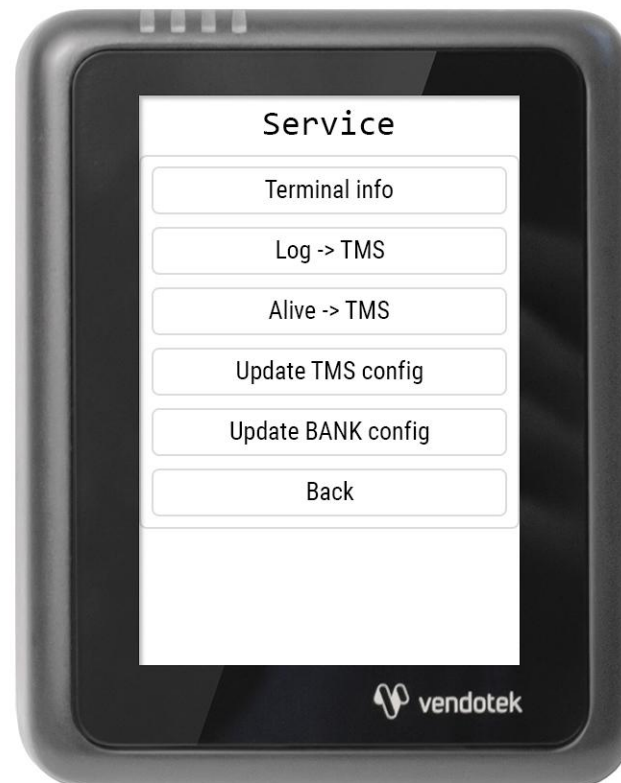 Service
Terminal info
Log -> TMS
Alive -> TMS
Update TMS config
Update BANK config
Back
vendotek